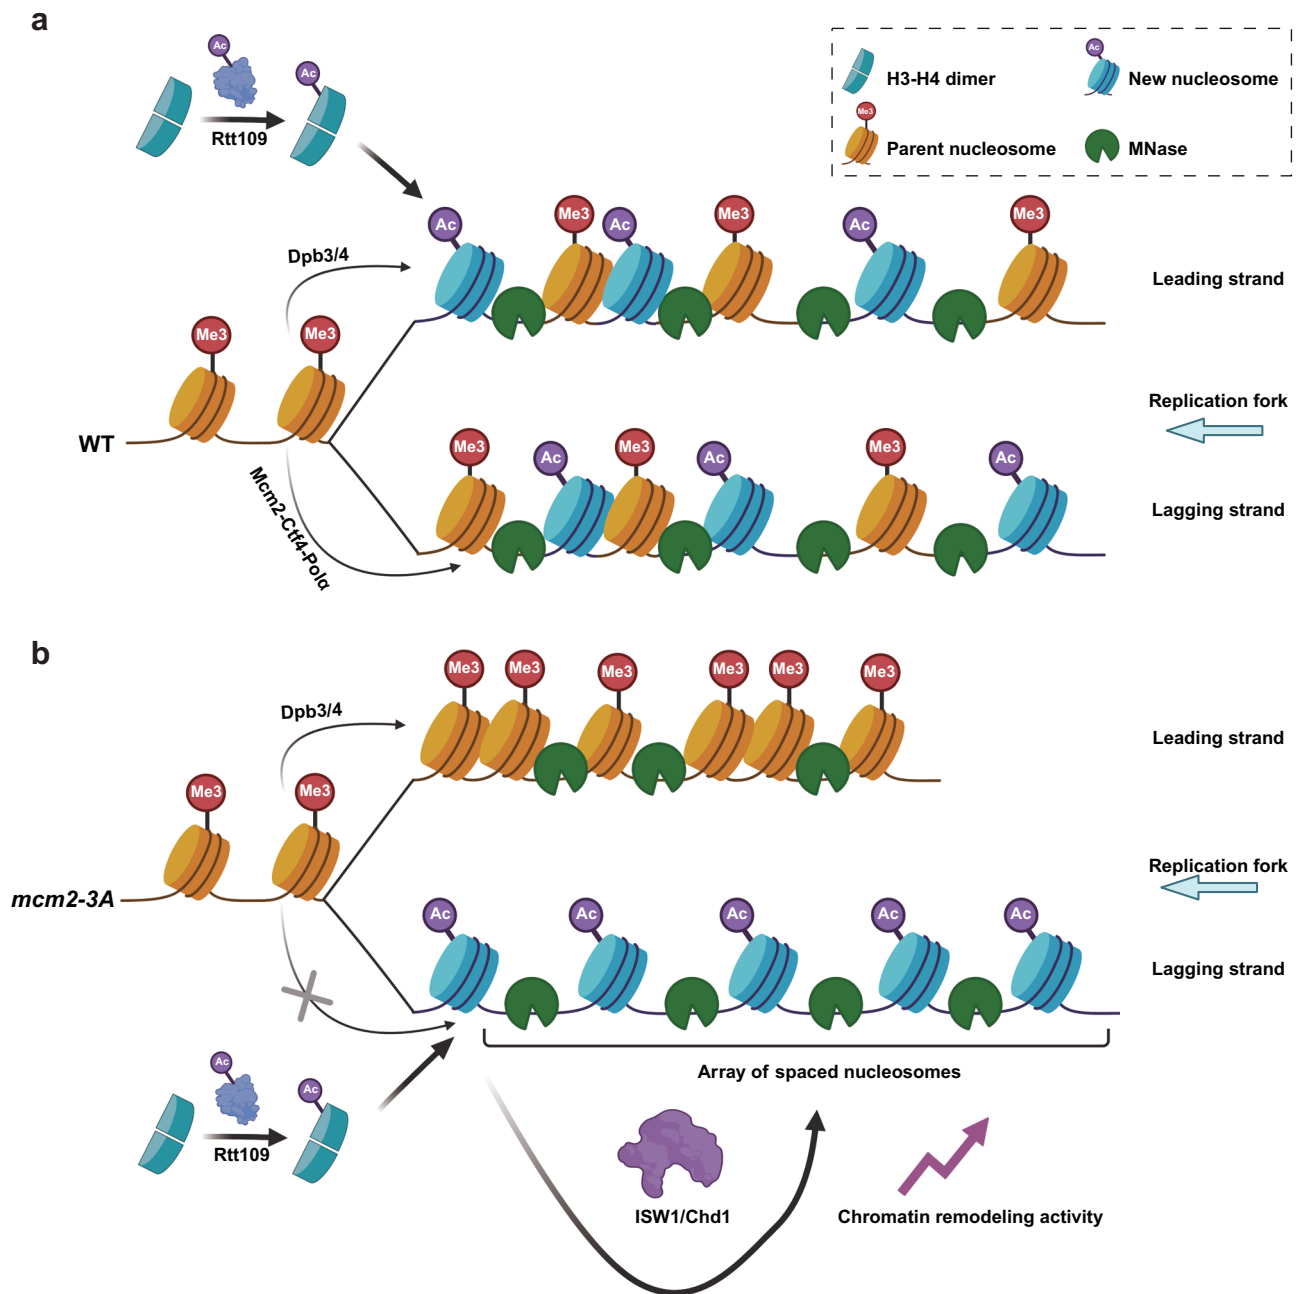 a
Ac
Ac
Rtt109
H3-H4 dimer
Ac
New nucleosome
Me3
Parent nucleosome
MNase
Ac
Me3
Ac
Me3
Ac
Me3
Dpb3/4
Leading strand
Me3
Me3
Replication fork
WT
Me3
Ac
Me3
Ac
Me3
Ac
Mcm2-Ctf4-Polα
Lagging strand
b
Me3
Me3
Me3
Me3
Me3
Me3
Dpb3/4
Leading strand
Me3
Me3
Replication fork
mcm2-3A
Ac
Ac
Ac
Ac
Ac
Lagging strand
Array of spaced nucleosomes
Ac
Ac
Rtt109
ISW1/Chd1
Chromatin remodeling activity